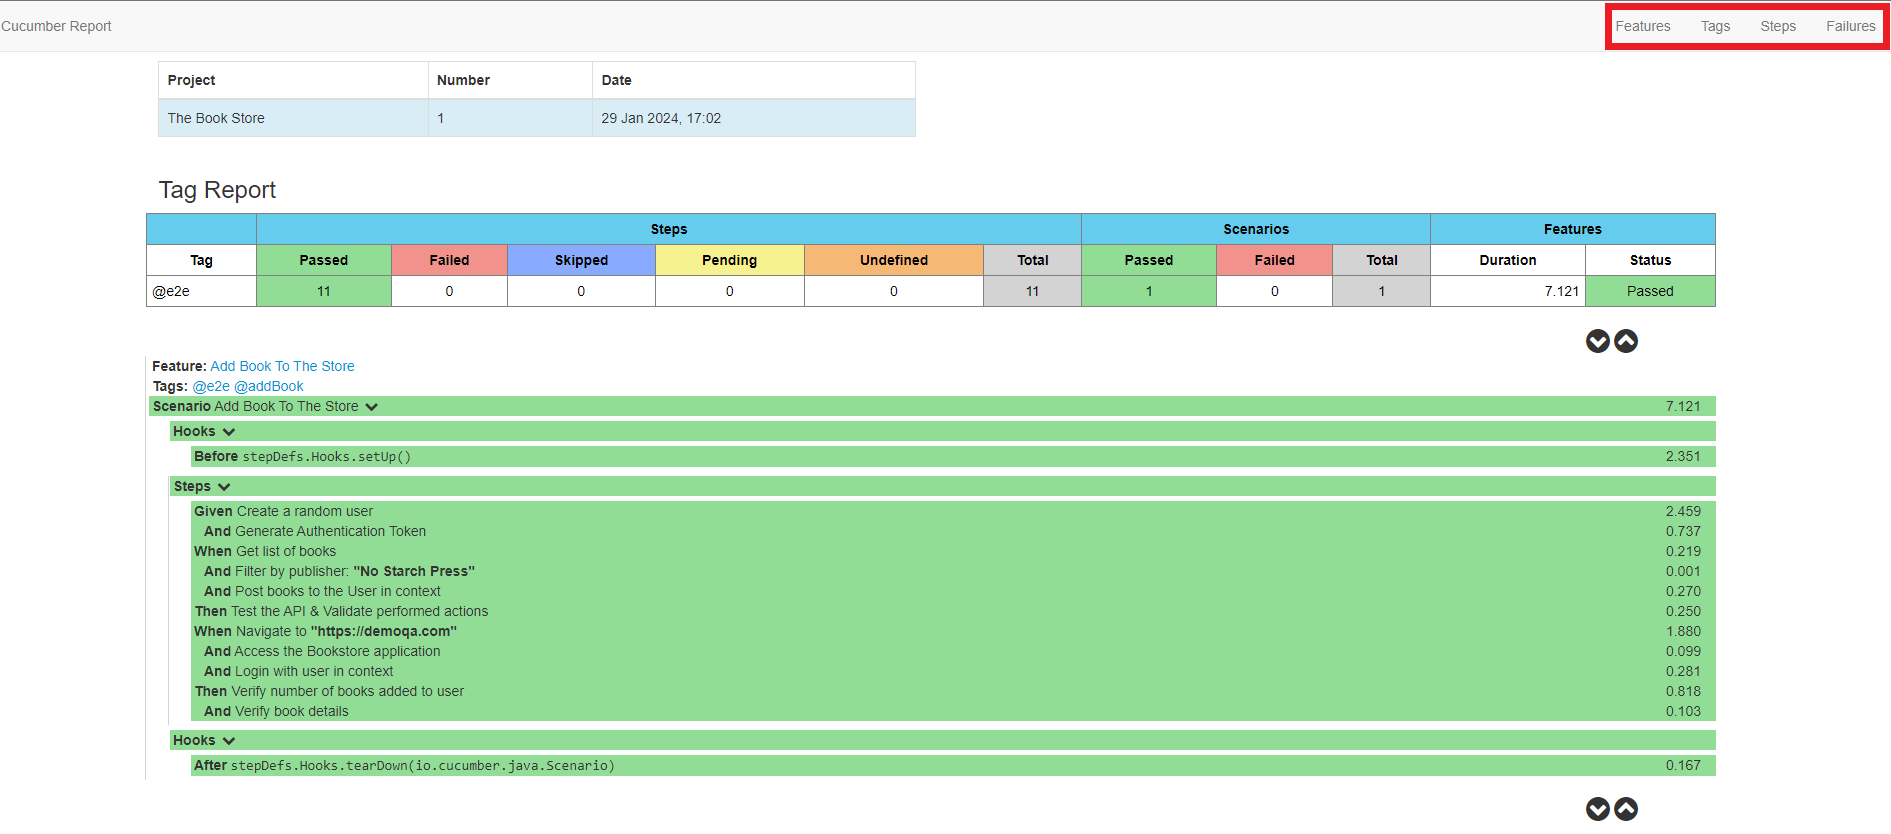 Cucumber Report Features Tags Steps Failures
Project Number Date
The Book Store 1 29 Jan 2024, 17:02
Tag Report
Steps Scenarios Features
Tag Passed Failed Skipped Pending Undefined Total Passed Failed Total Duration Status
@e2e 11 0 0 0 0 11 1 0 1 7.121 Passed
Feature: Add Book To The Store
Tags: @e2e @addBook
Scenario Add Book To The Store 7.121
Hooks
Before stepDefs.Hooks.setUp() 2.351
Steps
Given Create a random user 2.459
And Generate Authentication Token 0.737
When Get list of books 0.219
And Filter by publisher: "No Starch Press" 0.001
And Post books to the User in context 0.270
Then Test the API & Validate performed actions 0.250
When Navigate to "https://demoqa.com" 1.880
And Access the Bookstore application 0.099
And Login with user in context 0.281
Then Verify number of books added to user 0.818
And Verify book details 0.103
Hooks
After stepDefs.Hooks.tearDown(io.cucumber.java.Scenario) 0.167